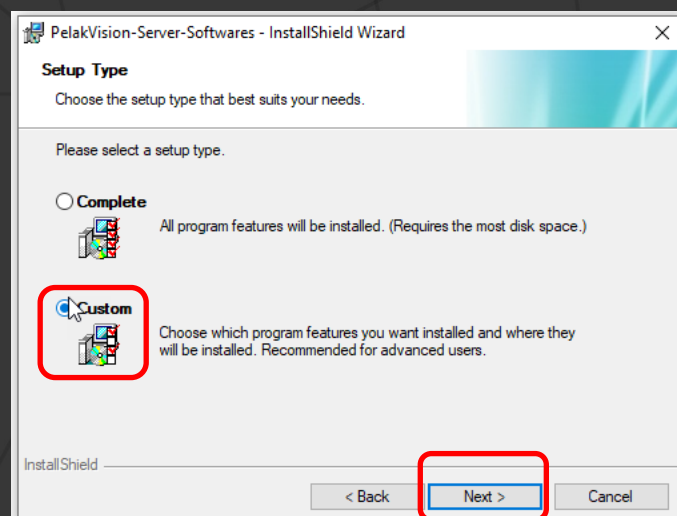 PelakVision-Server-Softwares - InstallShield Wizard
Setup Type
Choose the setup type that best suits your needs.
Please select a setup type.
Complete
All program features will be installed. (Requires the most disk space.)
Custom
Choose which program features you want installed and where they
will be installed. Recommended for advanced users.
InstallShield
< Back Next > Cancel